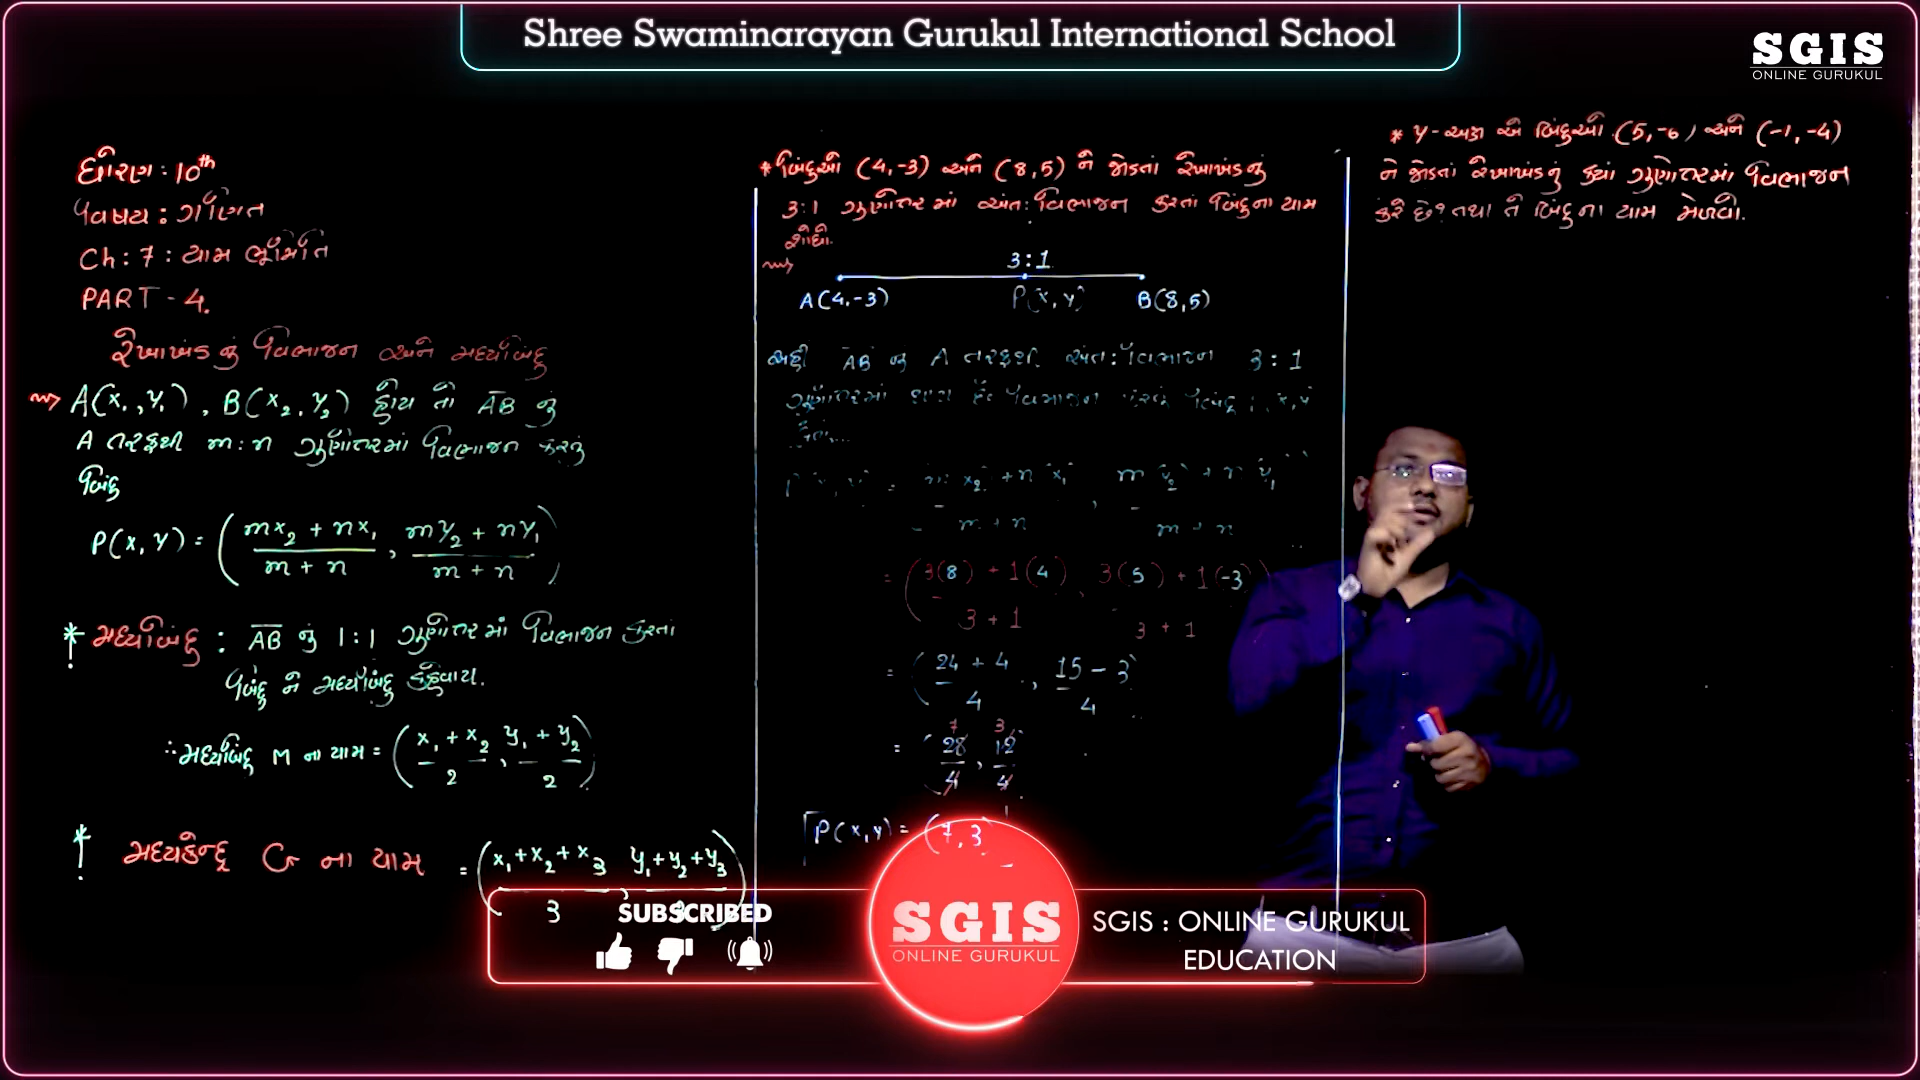 Shree Swaminarayan Gurukul International School
SGIS
ONLINE GURUKUL
ધોરણ : 10th
વિષય : ગણિત
Ch : 7 : યામ ભૂમિતિ
PART - 4.
રેખાખંડનું વિભાજન અને મધ્યબિંદુ
A(x₁, y₁), B(x₂, y₂) હોય તો AB નું
A તરફથી m:n ગુણોત્તરમાં વિભાજન કરતું
બિંદુ
P(x, y) = ( mx₂ + nx₁ / m + n , my₂ + ny₁ / m + n )
* મધ્યબિંદુ : AB નું 1:1 ગુણોત્તરમાં વિભાજન કરતાં
બિંદુ ને મધ્યબિંદુ કહેવાય.
∴ મધ્યબિંદુ M ના યામ = ( x₁ + x₂ / 2 , y₁ + y₂ / 2 )
* મધ્યકેન્દ્ર G ના યામ = ( x₁ + x₂ + x₃ / 3 , y₁ + y₂ + y₃ / 3 )
* બિંદુઓ (4,-3) અને (8,5) ને જોડતાં રેખાખંડનું
3:1 ગુણોત્તરમાં અંત:વિભાજન કરતાં બિંદુના યામ
શોધો.
3:1
A(4,-3) P(x, y) B(8,5)
અહીં AB નું A તરફથી અંત:વિભાજન 3 : 1
ગુણોત્તરમાં
= ( m x₂ + n x₁ / m + n , m y₂ + n y₁ / m + n )
= ( 3(8) + 1(4) / 3 + 1 , 3(5) + 1(-3) / 3 + 1 )
= ( 24 + 4 / 4 , 15 - 3 / 4 )
= ( 28 / 4 , 12 / 4 )
P(x,y) = (7, 3)
* y-અક્ષ એ બિંદુઓ (5,-6) અને (-1,-4)
ને જોડતાં રેખાખંડનું કયાં ગુણોત્તરમાં વિભાજન
કરે છે? તથા તે બિંદુના યામ મેળવો.
SUBSCRIBED
SGIS
ONLINE GURUKUL
SGIS : ONLINE GURUKUL
EDUCATION